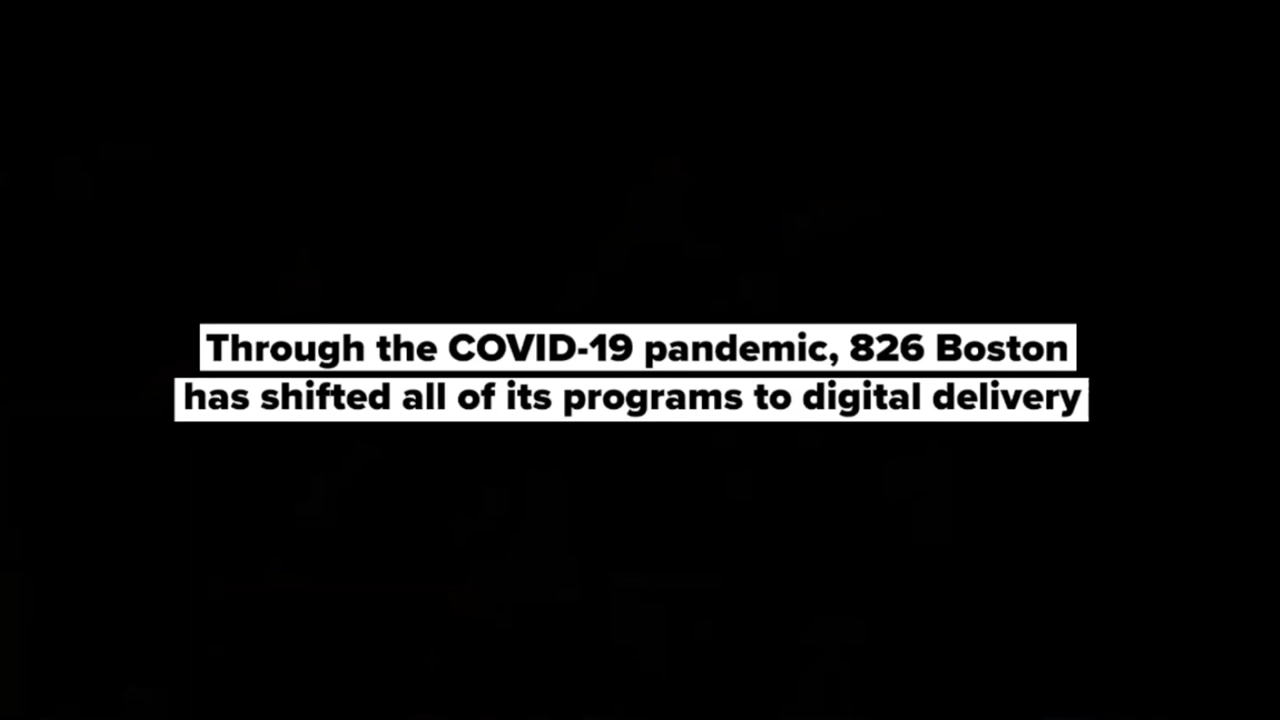 Through the COVID-19 pandemic, 826 Boston
has shifted all of its programs to digital delivery